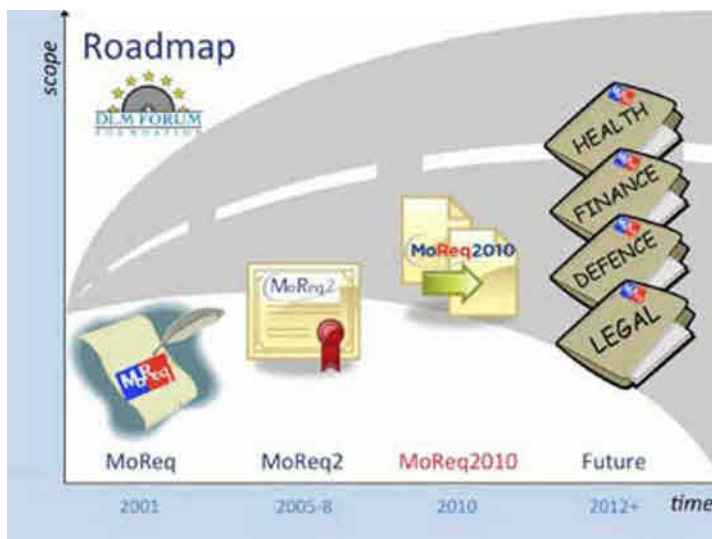 scope
Roadmap
DLM FORUM
FOUNDATION
HEALTH
FINANCE
DEFENCE
LEGAL
MoReq2010
MoReq2
MoReq
MoReq
MoReq2
MoReq2010
Future
2001
2005-8
2010
2012+
time